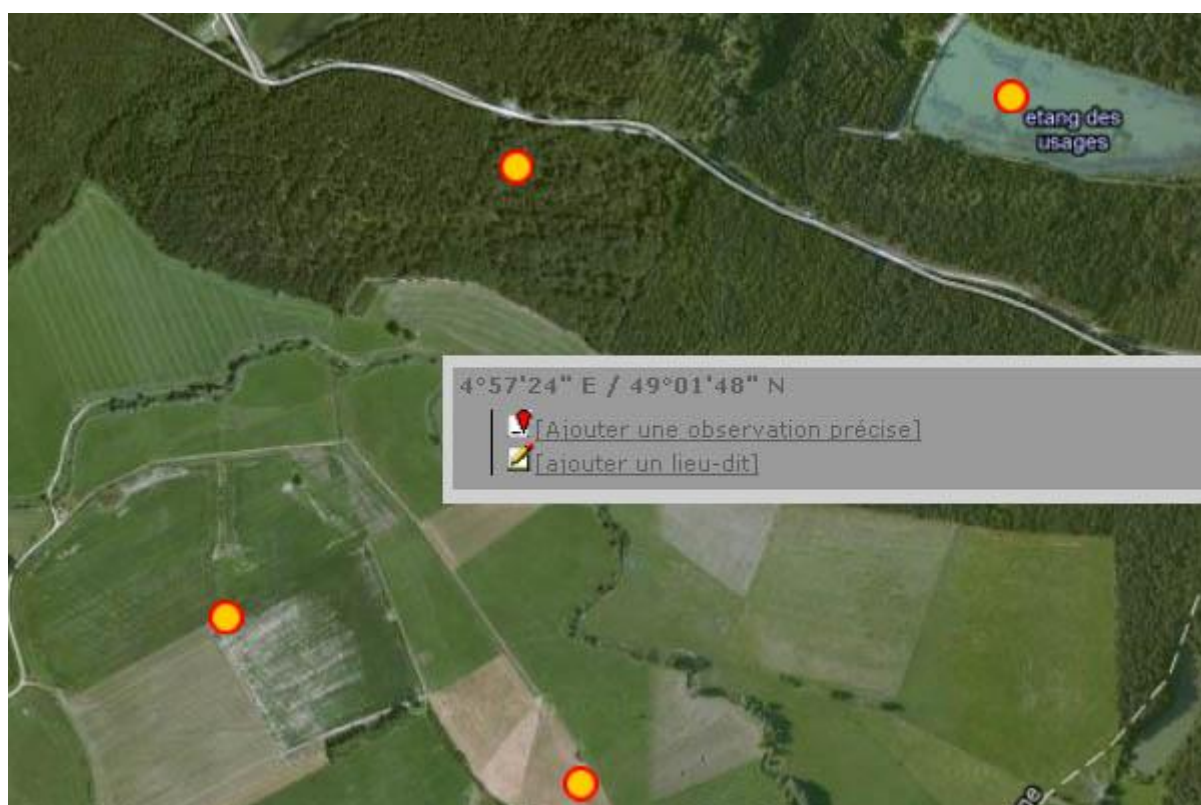 etang des
usages
4°57'24" E / 49°01'48" N
[Ajouter une observation précise]
[ajouter un lieu-dit]